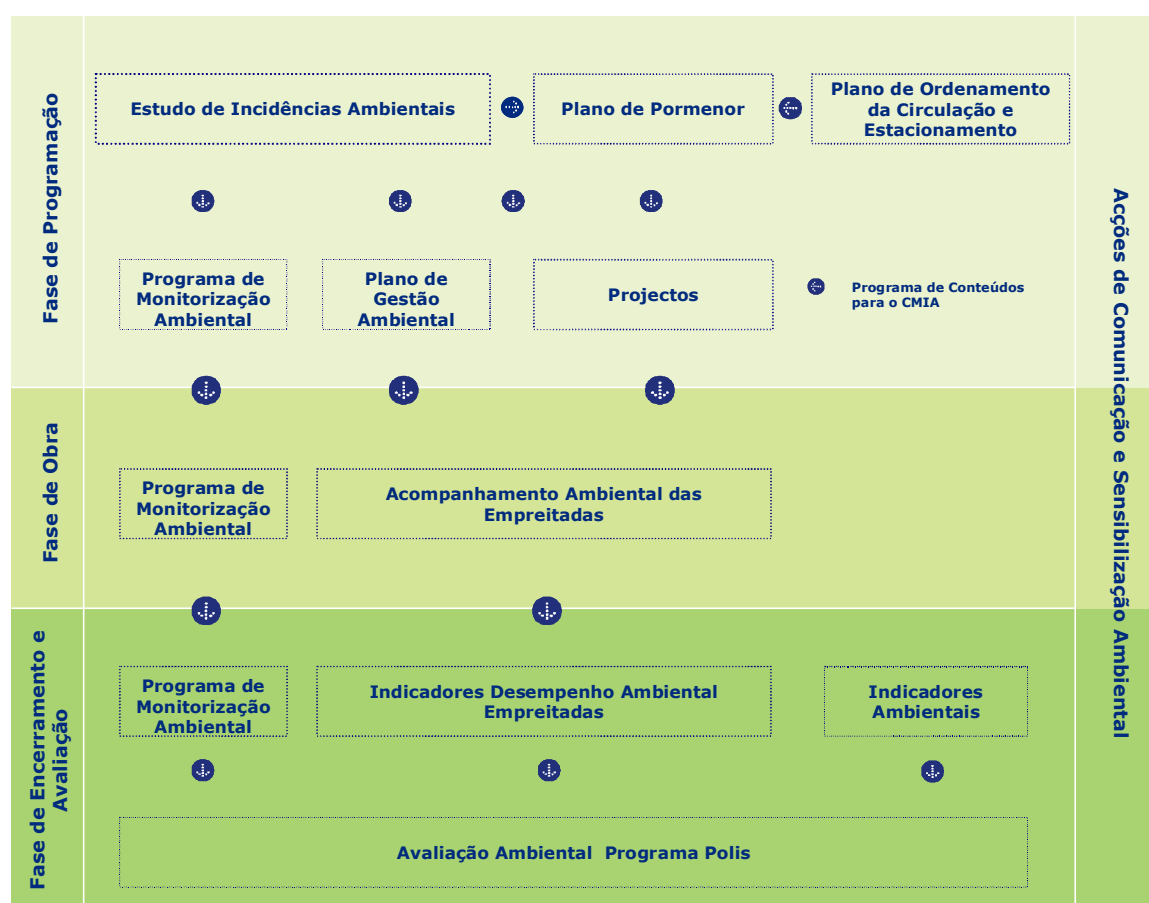 Fase de Programação
Estudo de Incidências Ambientais
Plano de Pormenor
Plano de Ordenamento
da Circulação e
Estacionamento
Programa de
Monitorização
Ambiental
Plano de
Gestão
Ambiental
Projectos
Programa de Conteúdos
para o CMIA
Fase de Obra
Programa de
Monitorização
Ambiental
Acompanhamento Ambiental das
Empreitadas
Fase de Encerramento e
Avaliação
Programa de
Monitorização
Ambiental
Indicadores Desempenho Ambiental
Empreitadas
Indicadores
Ambientais
Avaliação Ambiental  Programa Polis
Acções de Comunicação e Sensibilização Ambiental